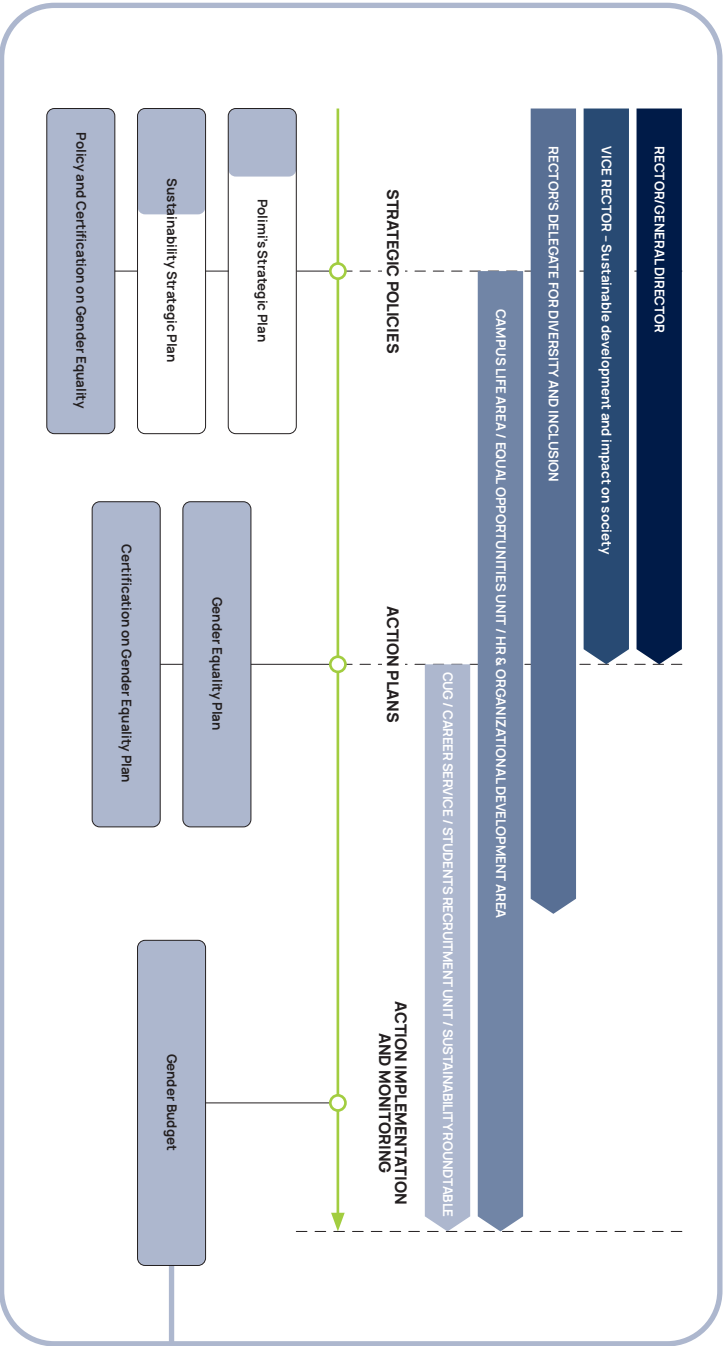 RECTOR/GENERAL DIRECTOR
VICE RECTOR - Sustainable development and impact on society
RECTOR'S DELEGATE FOR DIVERSITY AND INCLUSION
CAMPUS LIFE AREA / EQUAL OPPORTUNITIES UNIT / HR & ORGANIZATIONAL DEVELOPMENT AREA
CUG / CAREER SERVICE / STUDENTS RECRUITMENT UNIT / SUSTAINABILITY ROUNDTABLE
STRATEGIC POLICIES
ACTION PLANS
ACTION IMPLEMENTATION
AND MONITORING
Polimi's Strategic Plan
Sustainability Strategic Plan
Policy and Certification on Gender Equality
Gender Equality Plan
Certification on Gender Equality Plan
Gender Budget